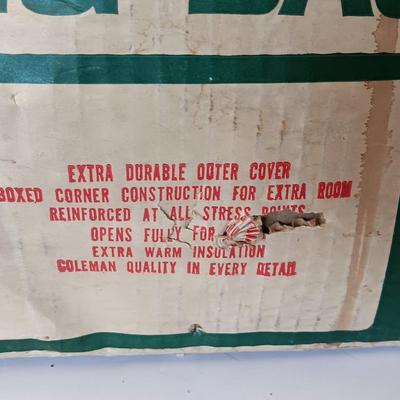 EXTRA DURABLE OUTER COVER
BOXED CORNER CONSTRUCTION FOR EXTRA ROOM
REINFORCED AT ALL STRESS POINTS
OPENS FULLY FOR
EXTRA WARM INSULATION
COLEMAN QUALITY IN EVERY DETAIL